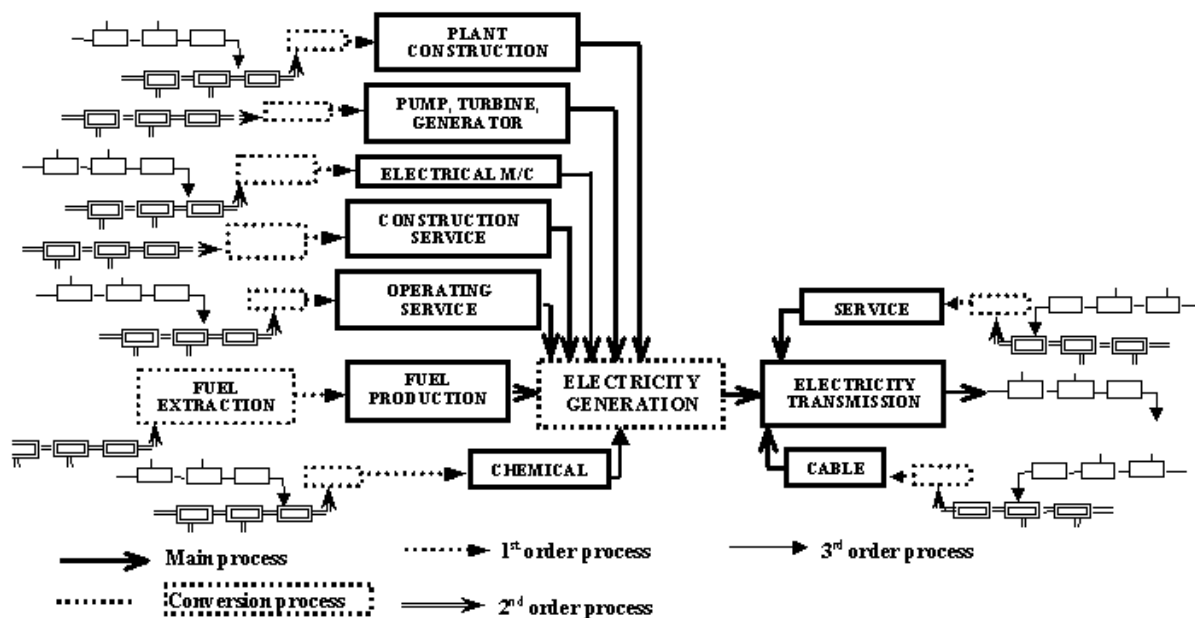 PLANT
CONSTRUCTION
PUMP, TURBINE,
GENERATOR
ELECTRICAL M/C
CONSTRUCTION
SERVICE
OPERATING
SERVICE
FUEL
EXTRACTION
FUEL
PRODUCTION
CHEMICAL
ELECTRICITY
GENERATION
SERVICE
ELECTRICITY
TRANSMISSION
CABLE
Main process
1st order process
3rd order process
Conversion process
2nd order process